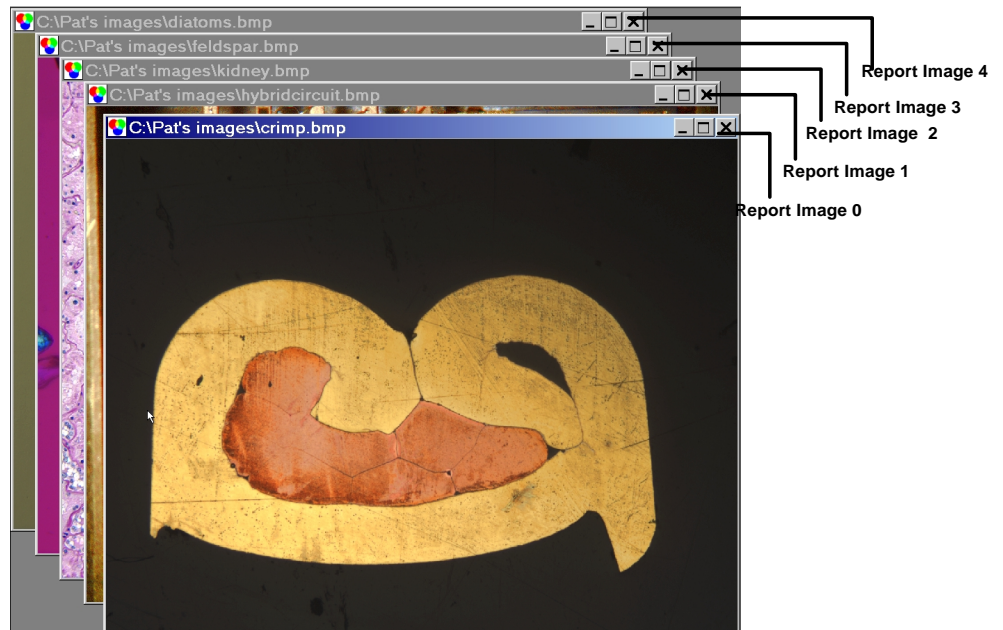 C:\Pat's images\diatoms.bmp
C:\Pat's images\feldspar.bmp
C:\Pat's images\kidney.bmp
C:\Pat's images\hybridcircuit.bmp
C:\Pat's images\crimp.bmp
Report Image 4
Report Image 3
Report Image  2
Report Image 1
Report Image 0